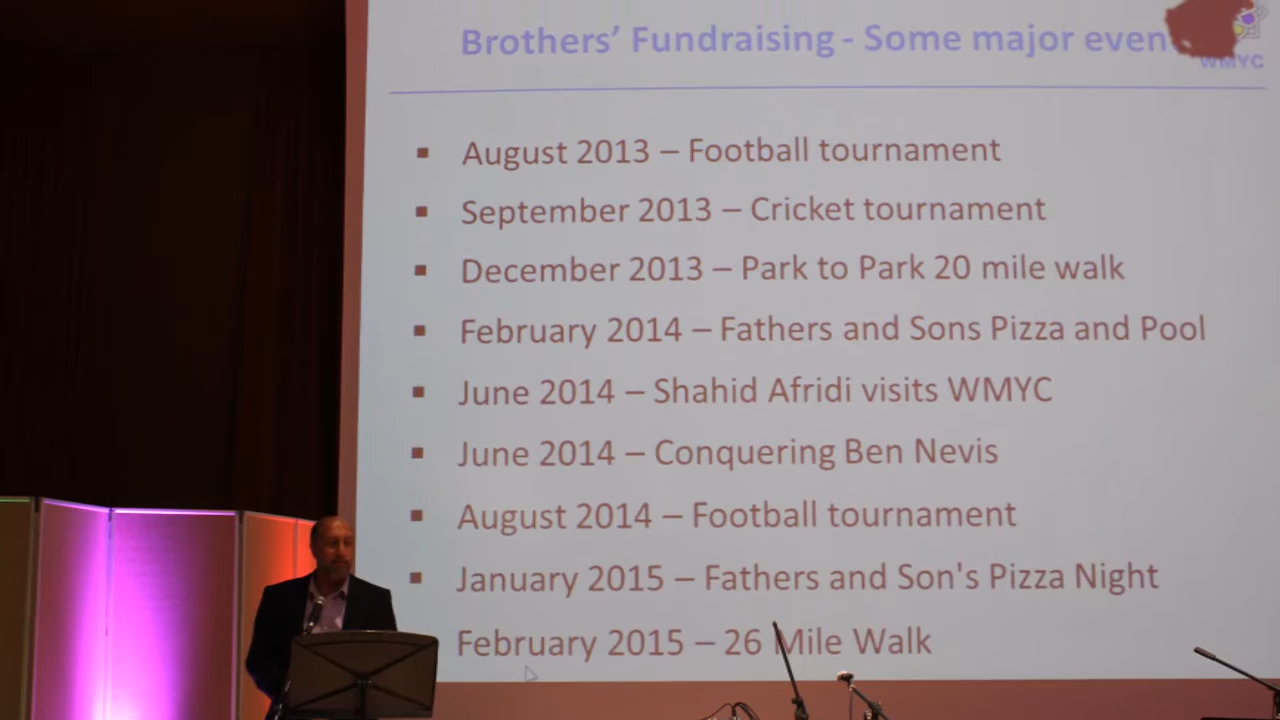 Brothers’ Fundraising - Some major even
WMYC
▪ August 2013 – Football tournament
▪ September 2013 – Cricket tournament
▪ December 2013 – Park to Park 20 mile walk
▪ February 2014 – Fathers and Sons Pizza and Pool
▪ June 2014 – Shahid Afridi visits WMYC
▪ June 2014 – Conquering Ben Nevis
▪ August 2014 – Football tournament
▪ January 2015 – Fathers and Son's Pizza Night
February 2015 – 26 Mile Walk